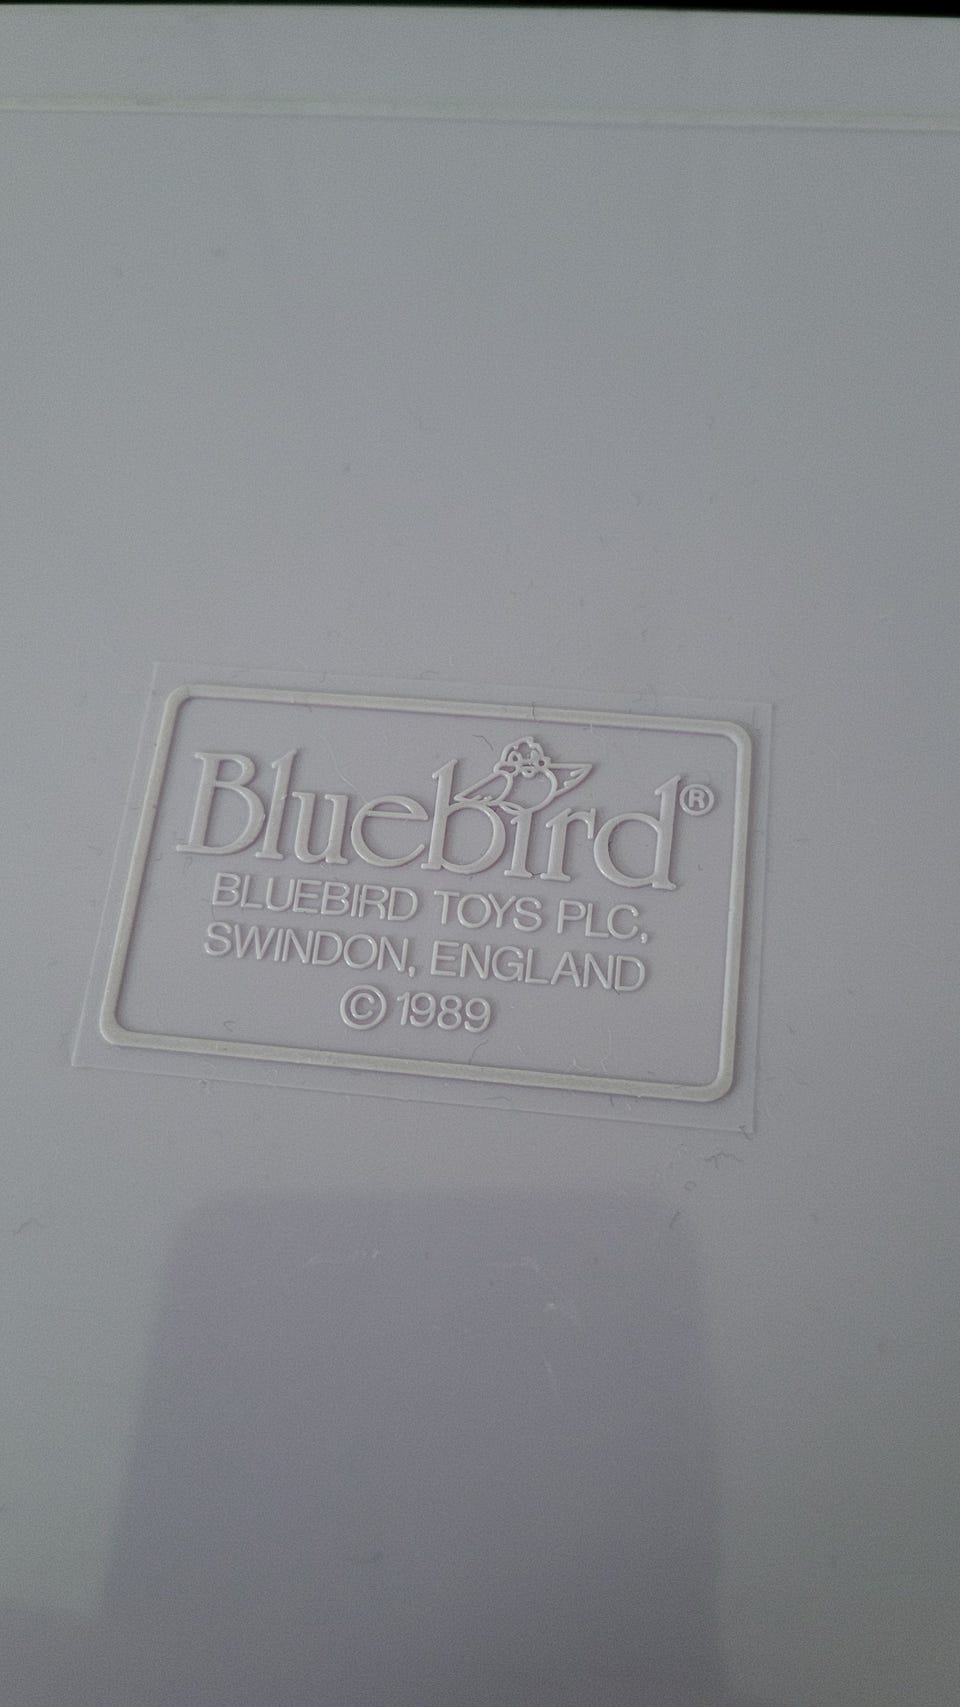 Bluebird®
BLUEBIRD TOYS PLC,
SWINDON, ENGLAND
© 1989